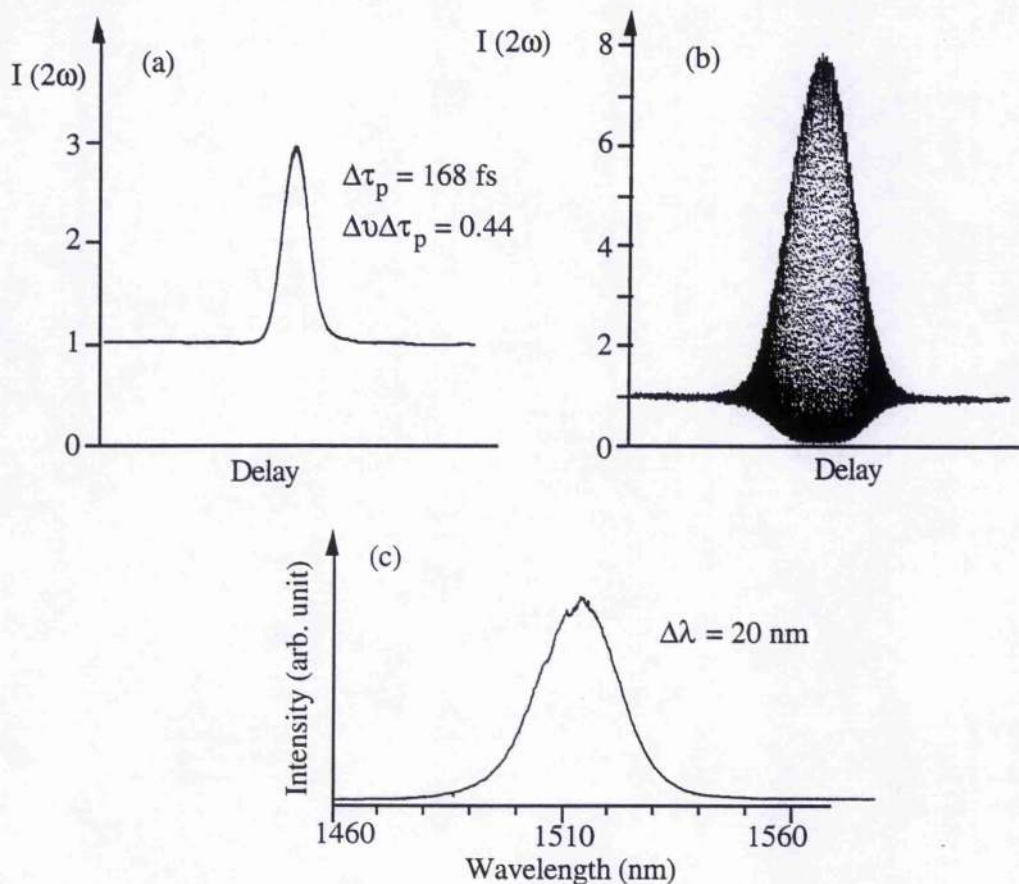 I (2ω)
(a)
3
2
1
0
Δτp = 168 fs
ΔυΔτp = 0.44
Delay
I (2ω)
(b)
8
6
4
2
0
Delay
(c)
Intensity (arb. unit)
Δλ = 20 nm
1460
1510
1560
Wavelength (nm)